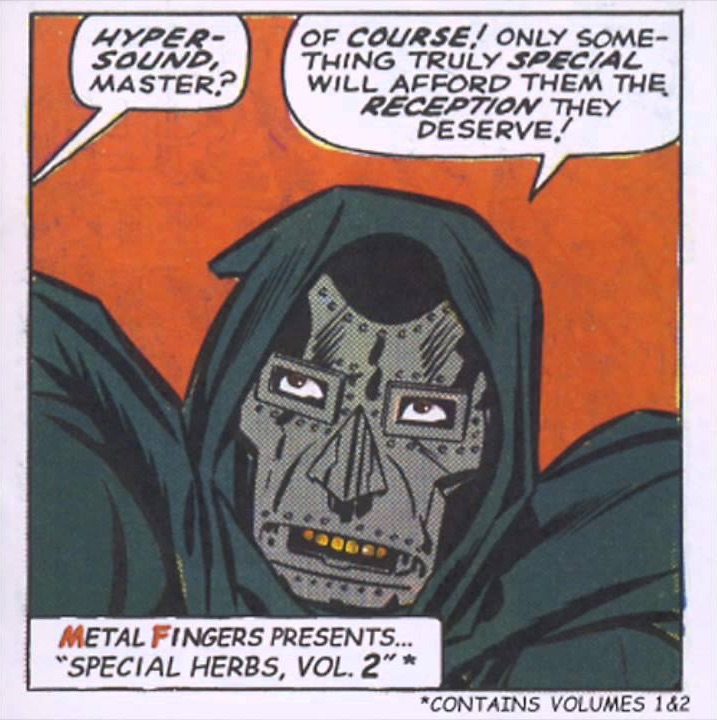 HYPER-
SOUND,
MASTER?
OF COURSE! ONLY SOME-
THING TRULY SPECIAL
WILL AFFORD THEM THE
RECEPTION THEY
DESERVE!
METAL FINGERS PRESENTS...
"SPECIAL HERBS, VOL. 2" *
*CONTAINS VOLUMES 1&2